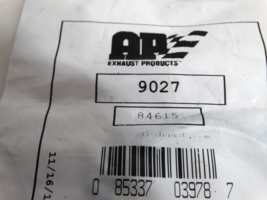 AP
EXHAUST PRODUCTS
9027
84615
11/16/1
0 85337 03978 7